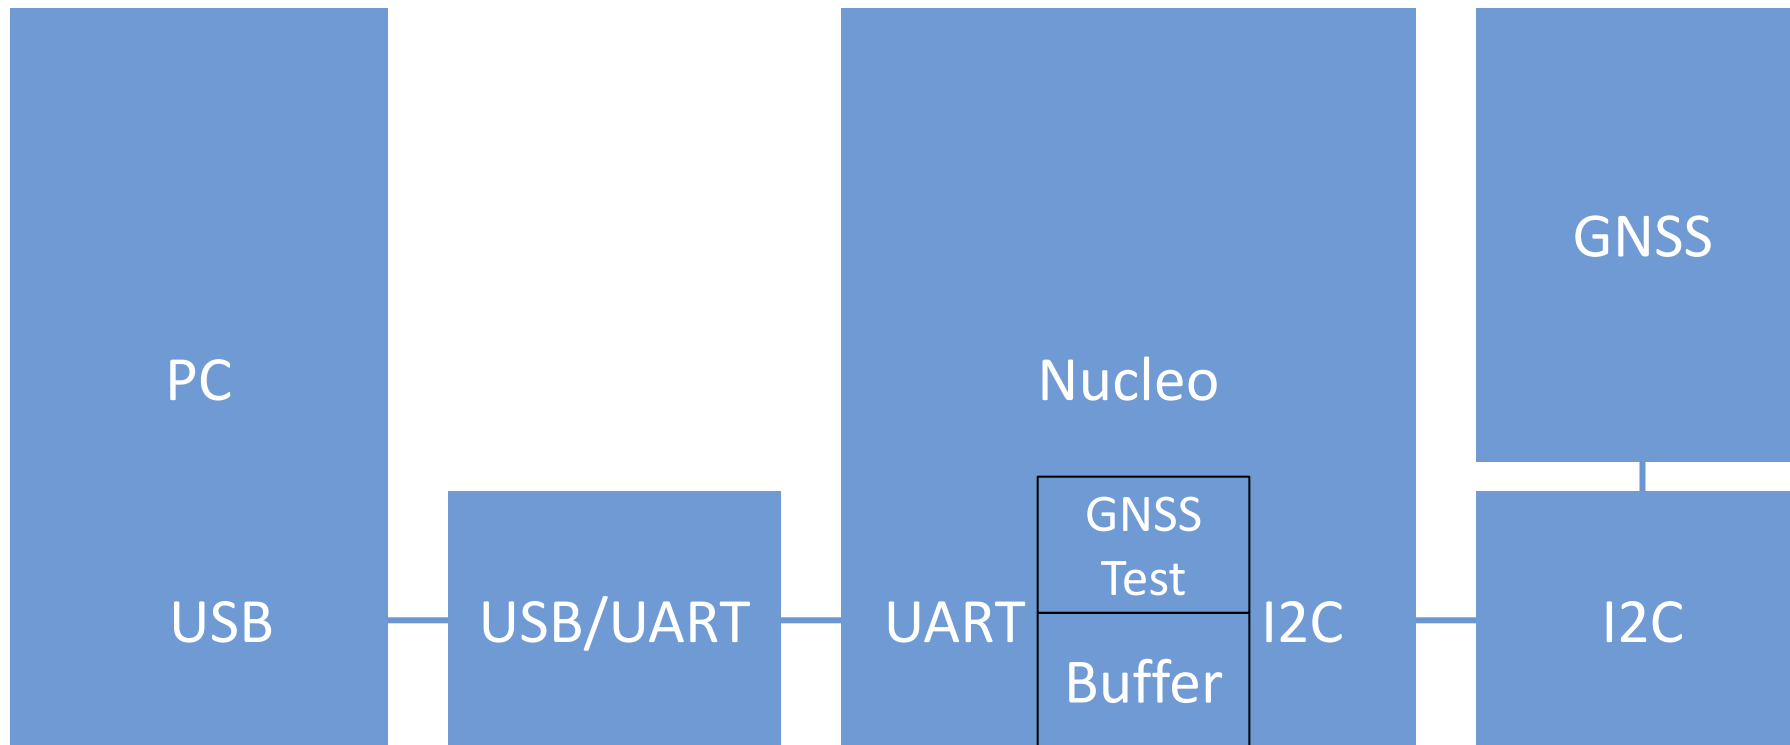 PC
USB
USB/UART
Nucleo
UART
GNSS
Test
Buffer
I2C
GNSS
I2C